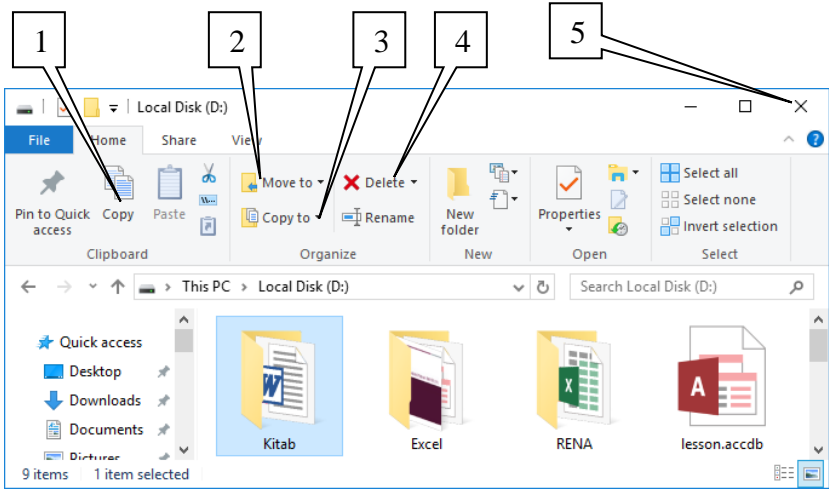 1 2 3 4 5
Local Disk (D:)
File Home Share View
Pin to Quick access
Copy
Paste
Clipboard
Move to
Copy to
Delete
Rename
Organize
New folder
New
Properties
Open
Select all
Select none
Invert selection
Select
This PC > Local Disk (D:)
Search Local Disk (D:)
Quick access
Desktop
Downloads
Documents
Pictures
Kitab
Excel
RENA
lesson.accdb
9 items 1 item selected